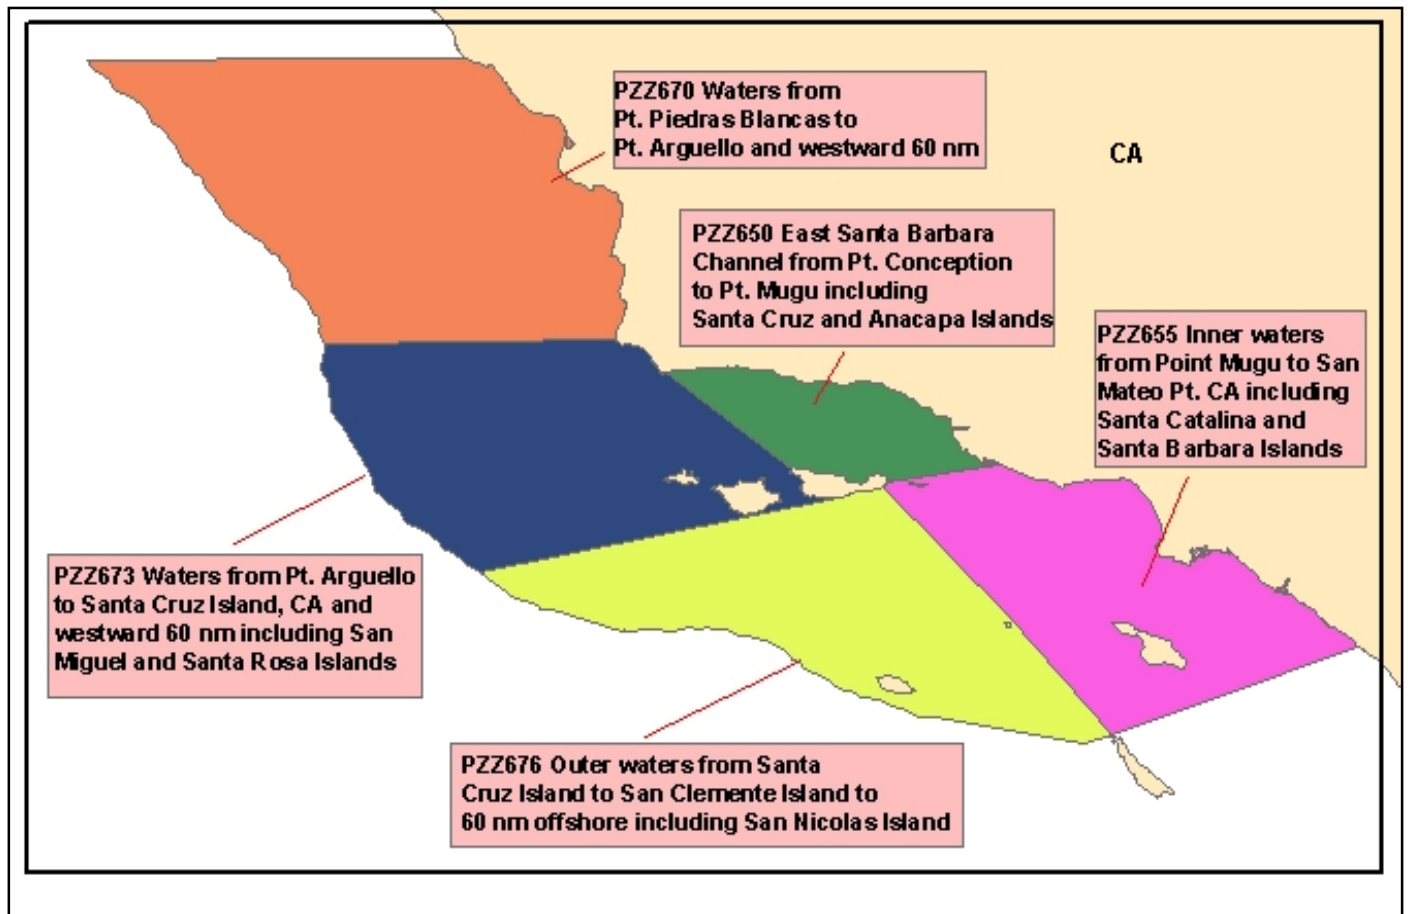 PZZ670 Waters from
Pt. Piedras Blancas to
Pt. Arguello and westward 60 nm
CA
PZZ650 East Santa Barbara
Channel from Pt. Conception
to Pt. Mugu including
Santa Cruz and Anacapa Islands
PZZ655 Inner waters
from Point Mugu to San
Mateo Pt. CA including
Santa Catalina and
Santa Barbara Islands
PZZ673 Waters from Pt. Arguello
to Santa Cruz Island, CA and
westward 60 nm including San
Miguel and Santa Rosa Islands
PZZ676 Outer waters from Santa
Cruz Island to San Clemente Island to
60 nm offshore including San Nicolas Island